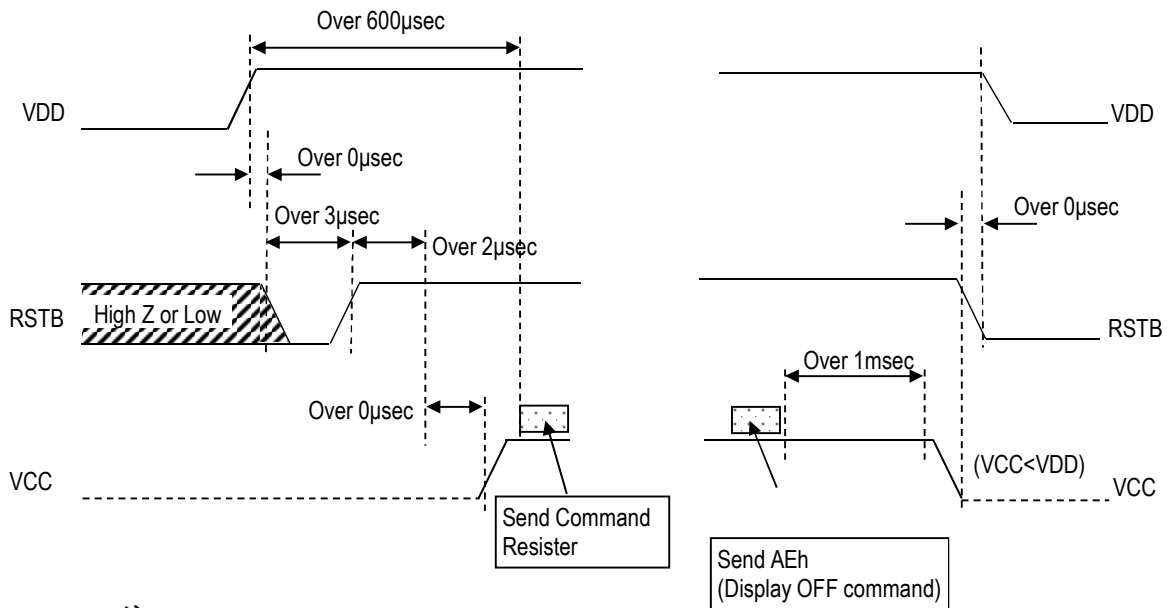 Over 600µsec
VDD
VDD
Over 0µsec
Over 3µsec
Over 0µsec
Over 2µsec
RSTB
High Z or Low
RSTB
Over 1msec
Over 0µsec
(VCC<VDD)
VCC
VCC
Send Command
Resister
Send AEh
(Display OFF command)